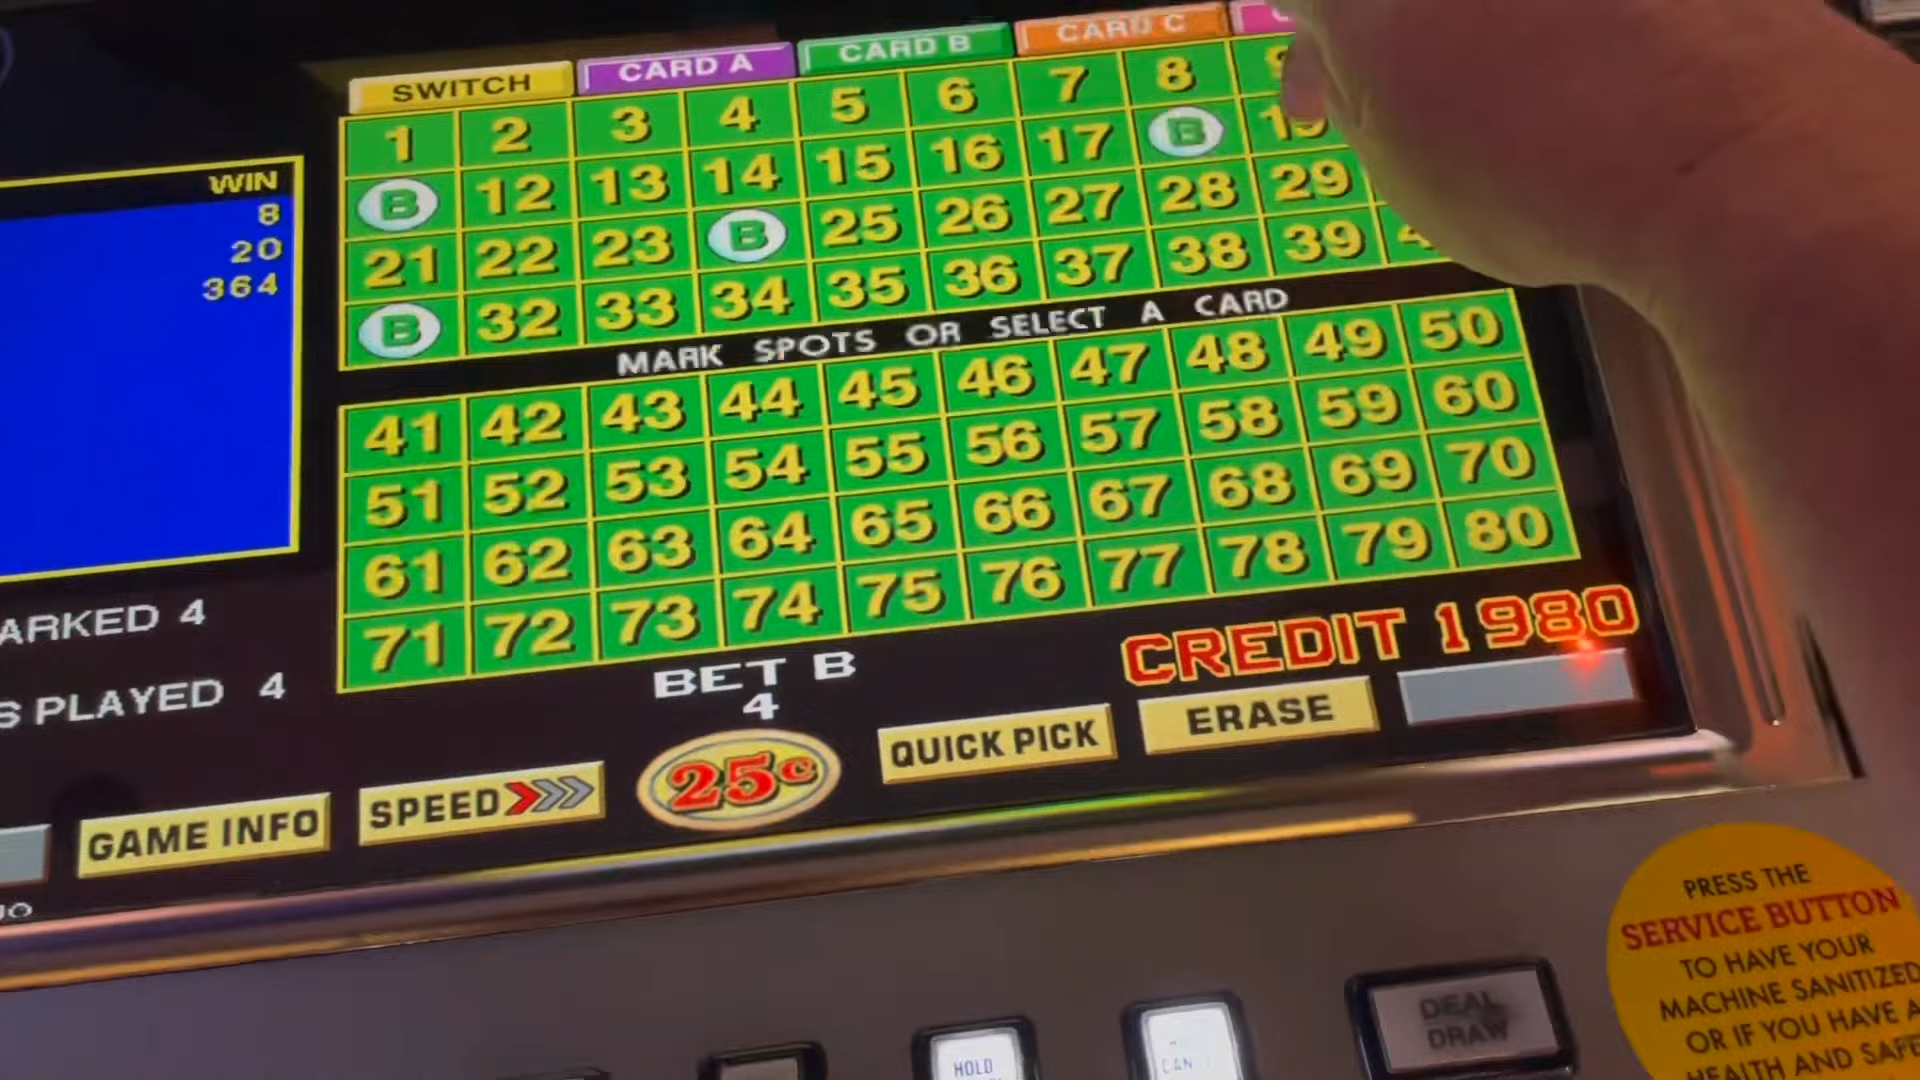 SWITCH CARD A CARD B CARD C
WIN
8
20
364
1 2 3 4 5 6 7 8
B 12 13 14 15 16 17 B 19
21 22 23 B 25 26 27 28 29
B 32 33 34 35 36 37 38 39
MARK SPOTS OR SELECT A CARD
41 42 43 44 45 46 47 48 49 50
51 52 53 54 55 56 57 58 59 60
61 62 63 64 65 66 67 68 69 70
71 72 73 74 75 76 77 78 79 80
ARKED 4
S PLAYED 4
BET B
4
CREDIT 1980
GAME INFO SPEED 25¢ QUICK PICK ERASE
PRESS THE
SERVICE BUTTON
TO HAVE YOUR
MACHINE SANITIZED
OR IF YOU HAVE A
HEALTH AND SAFE
HOLD
DEAL
DRAW